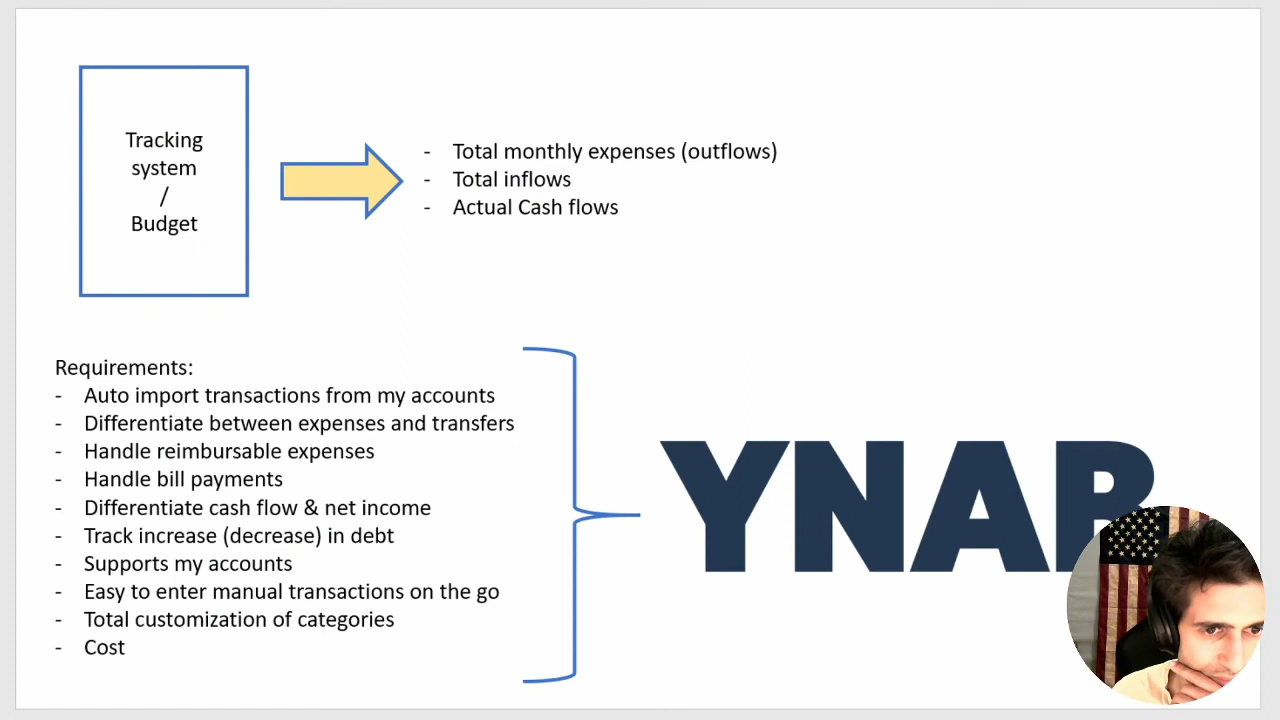 Tracking
system
/
Budget
- Total monthly expenses (outflows)
- Total inflows
- Actual Cash flows
Requirements:
- Auto import transactions from my accounts
- Differentiate between expenses and transfers
- Handle reimbursable expenses
- Handle bill payments
- Differentiate cash flow & net income
- Track increase (decrease) in debt
- Supports my accounts
- Easy to enter manual transactions on the go
- Total customization of categories
- Cost
YNAB